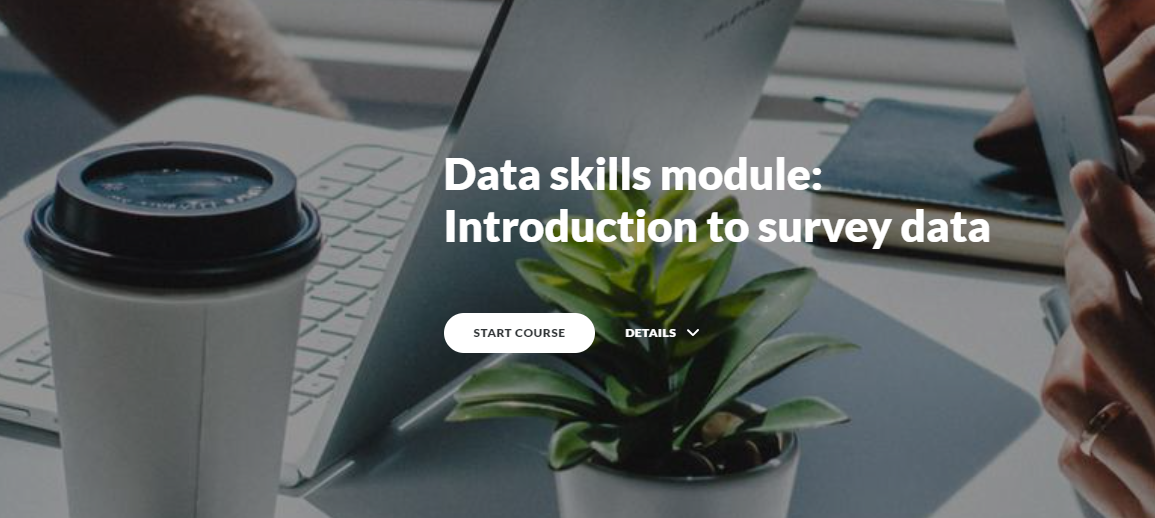 Data skills module:
Introduction to survey data
START COURSE
DETAILS